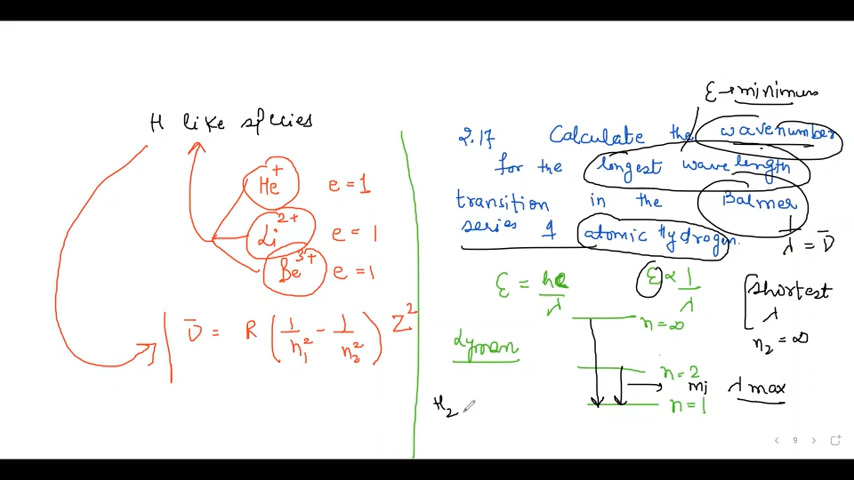 H like species
He⁺ e = 1
Li²⁺ e = 1
Be³⁺ e = 1
ν̄ = R (1/n₁² − 1/n₂²) Z²
ε → minimum
2.17 Calculate the wavenumber
for the longest wavelength
transition in the Balmer
series of atomic Hydrogen.
1/λ = ν̄
ε = hc/λ
ε ∝ 1/λ
shortest
λ
n₂ = ∞
n = ∞
Lyman
n = 2
λ max
n = 1
H₂
9